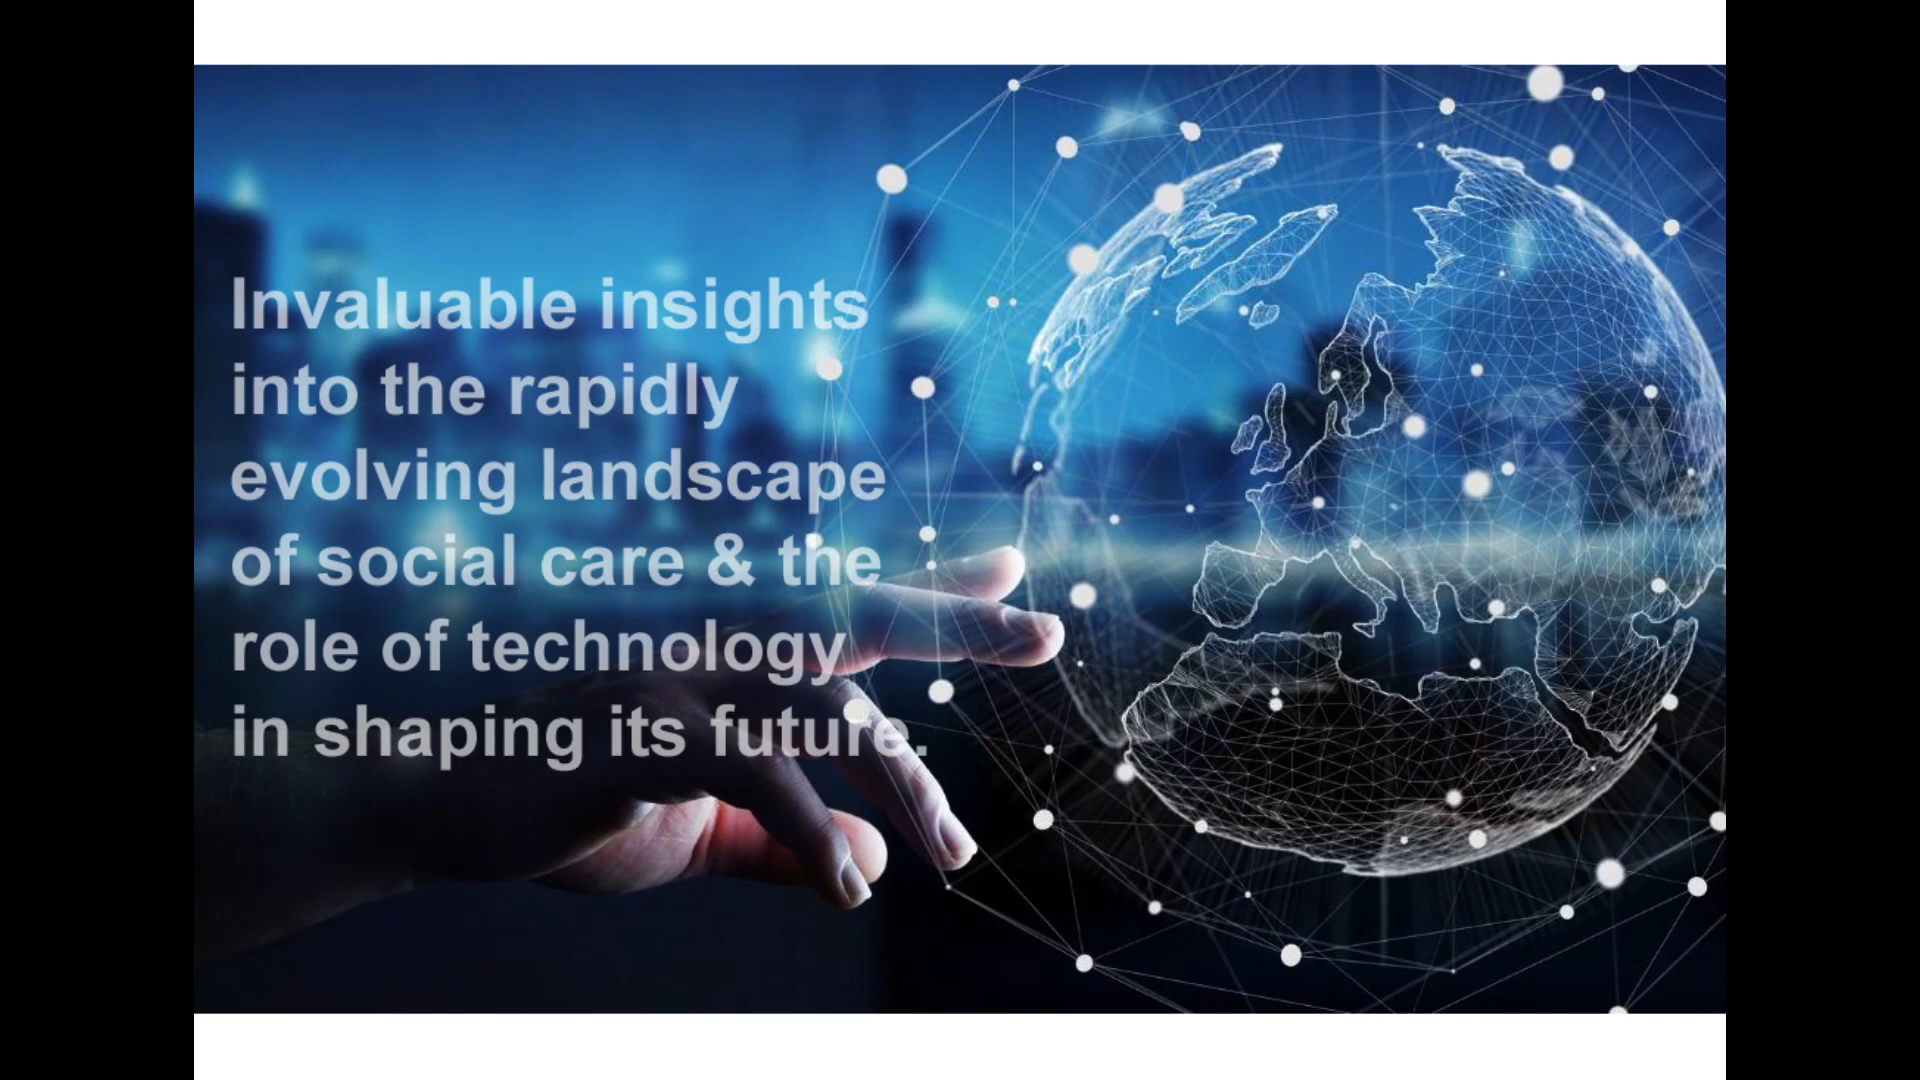 Invaluable insights
into the rapidly
evolving landscape
of social care & the
role of technology
in shaping its future.